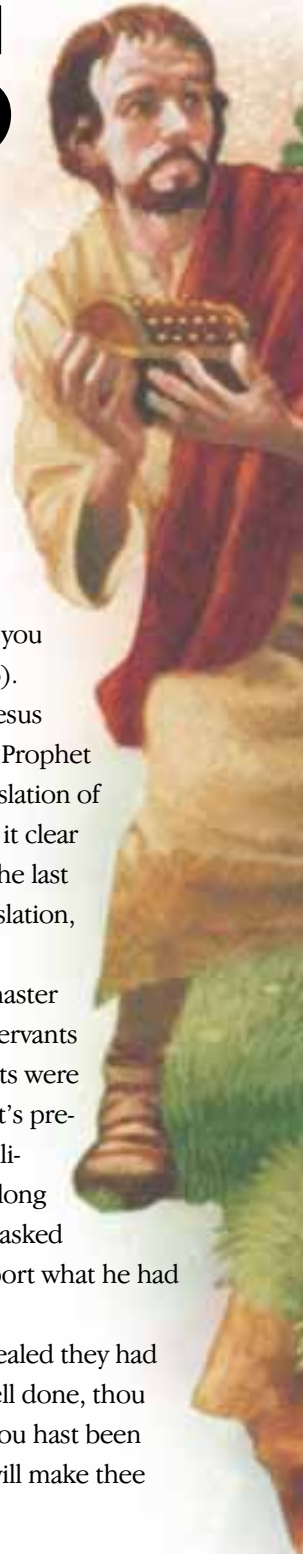 you
).
esus
Prophet
slation of
it clear
he last
slation,
naster
ervants
ts were
t's pre-
li-
long
asked
port what he had
ealed they had
ell done, thou
ou hast been
vill make thee